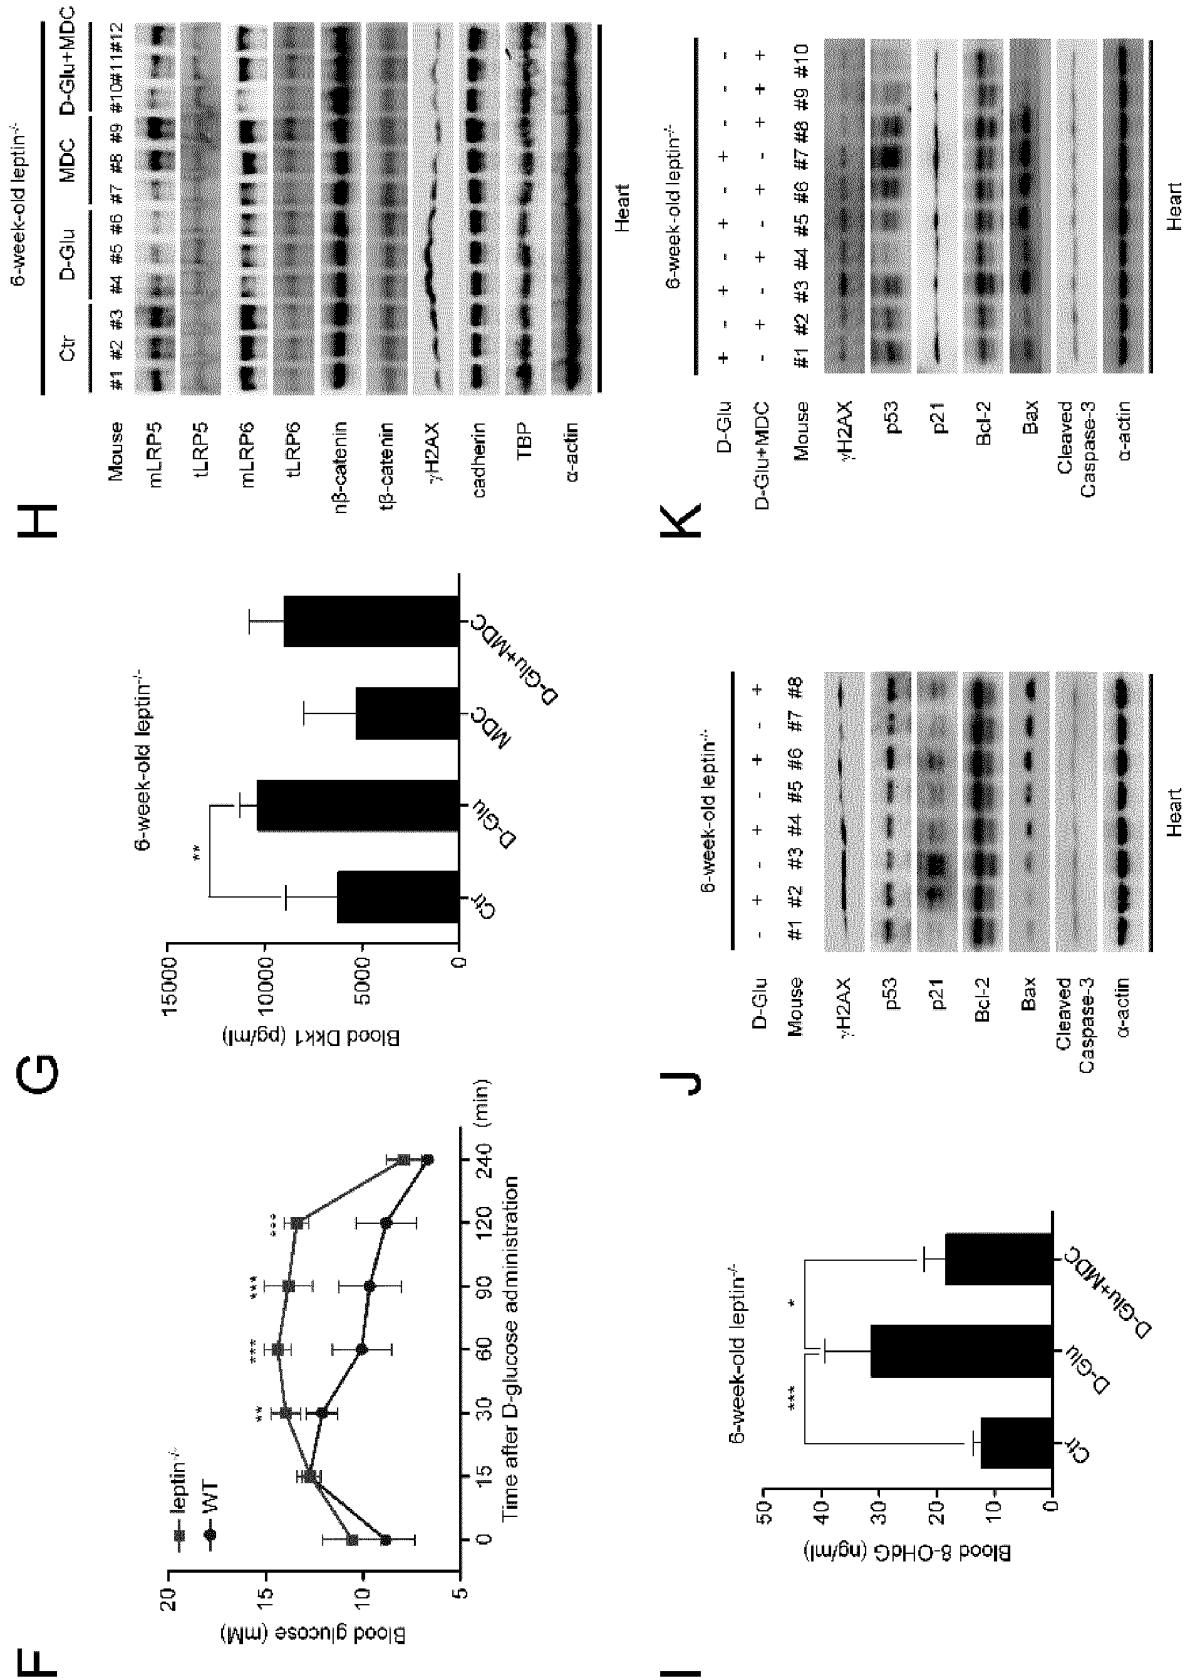 F
leptin-/-
WT
Blood glucose (mM)
20
15
10
5
** *** *** ***
0 15 30 60 90 120 240 (min)
Time after D-glucose administration
G
6-week-old leptin-/-
Blood Dkk1 (pg/ml)
15000
10000
5000
0
**
Ctr D-Glu MDC D-Glu+MDC
H
6-week-old leptin-/-
Ctr D-Glu MDC D-Glu+MDC
Mouse #1 #2 #3 #4 #5 #6 #7 #8 #9 #10 #11 #12
mLRP5
tLRP5
mLRP6
tLRP6
nβ-catenin
tβ-catenin
γH2AX
cadherin
TBP
α-actin
Heart
I
6-week-old leptin-/-
Blood 8-OHdG (ng/ml)
50
40
30
20
10
0
*** *
Ctr D-Glu D-Glu+MDC
J
6-week-old leptin-/-
D-Glu - + - + - + - +
Mouse #1 #2 #3 #4 #5 #6 #7 #8
γH2AX
p53
p21
Bcl-2
Bax
Cleaved
Caspase-3
α-actin
Heart
K
6-week-old leptin-/-
D-Glu + - + - + - + - - -
D-Glu+MDC - + - + - + - + + +
Mouse #1 #2 #3 #4 #5 #6 #7 #8 #9 #10
γH2AX
p53
p21
Bcl-2
Bax
Cleaved
Caspase-3
α-actin
Heart